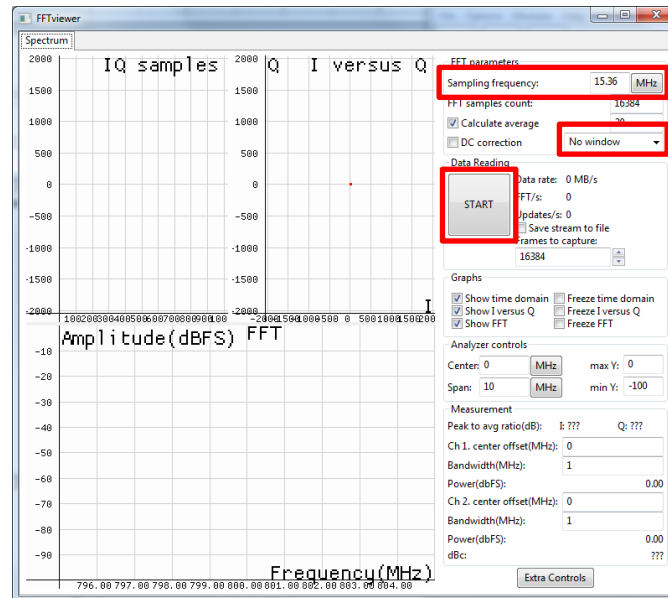 FFTviewer
Spectrum
IQ samples
2000
1500
1000
500
0
-500
-1000
-1500
-2000
Q I versus Q
2000
1500
1000
500
0
-500
-1000
-1500
-2000
I
Amplitude(dBFS) FFT
-10
-20
-30
-40
-50
-60
-70
-80
-90
Frequency(MHz)
796.00 797.00 798.00 799.00 800.00 801.00 802.00 803.00 804.00
FFT parameters
Sampling frequency: 15.36 MHz
FFT samples count: 16384
Calculate average 20
DC correction No window
Data Reading
START
Data rate: 0 MB/s
FFT/s: 0
Updates/s: 0
Save stream to file
Frames to capture:
16384
Graphs
Show time domain Freeze time domain
Show I versus Q Freeze I versus Q
Show FFT Freeze FFT
Analyzer controls
Center: 0 MHz max Y: 0
Span: 10 MHz min Y: -100
Measurement
Peak to avg ratio(dB): I: ??? Q: ???
Ch 1. center offset(MHz): 0
Bandwidth(MHz): 1
Power(dbFS): 0.00
Ch 2. center offset(MHz): 0
Bandwidth(MHz): 1
Power(dbFS): 0.00
dBc: ???
Extra Controls